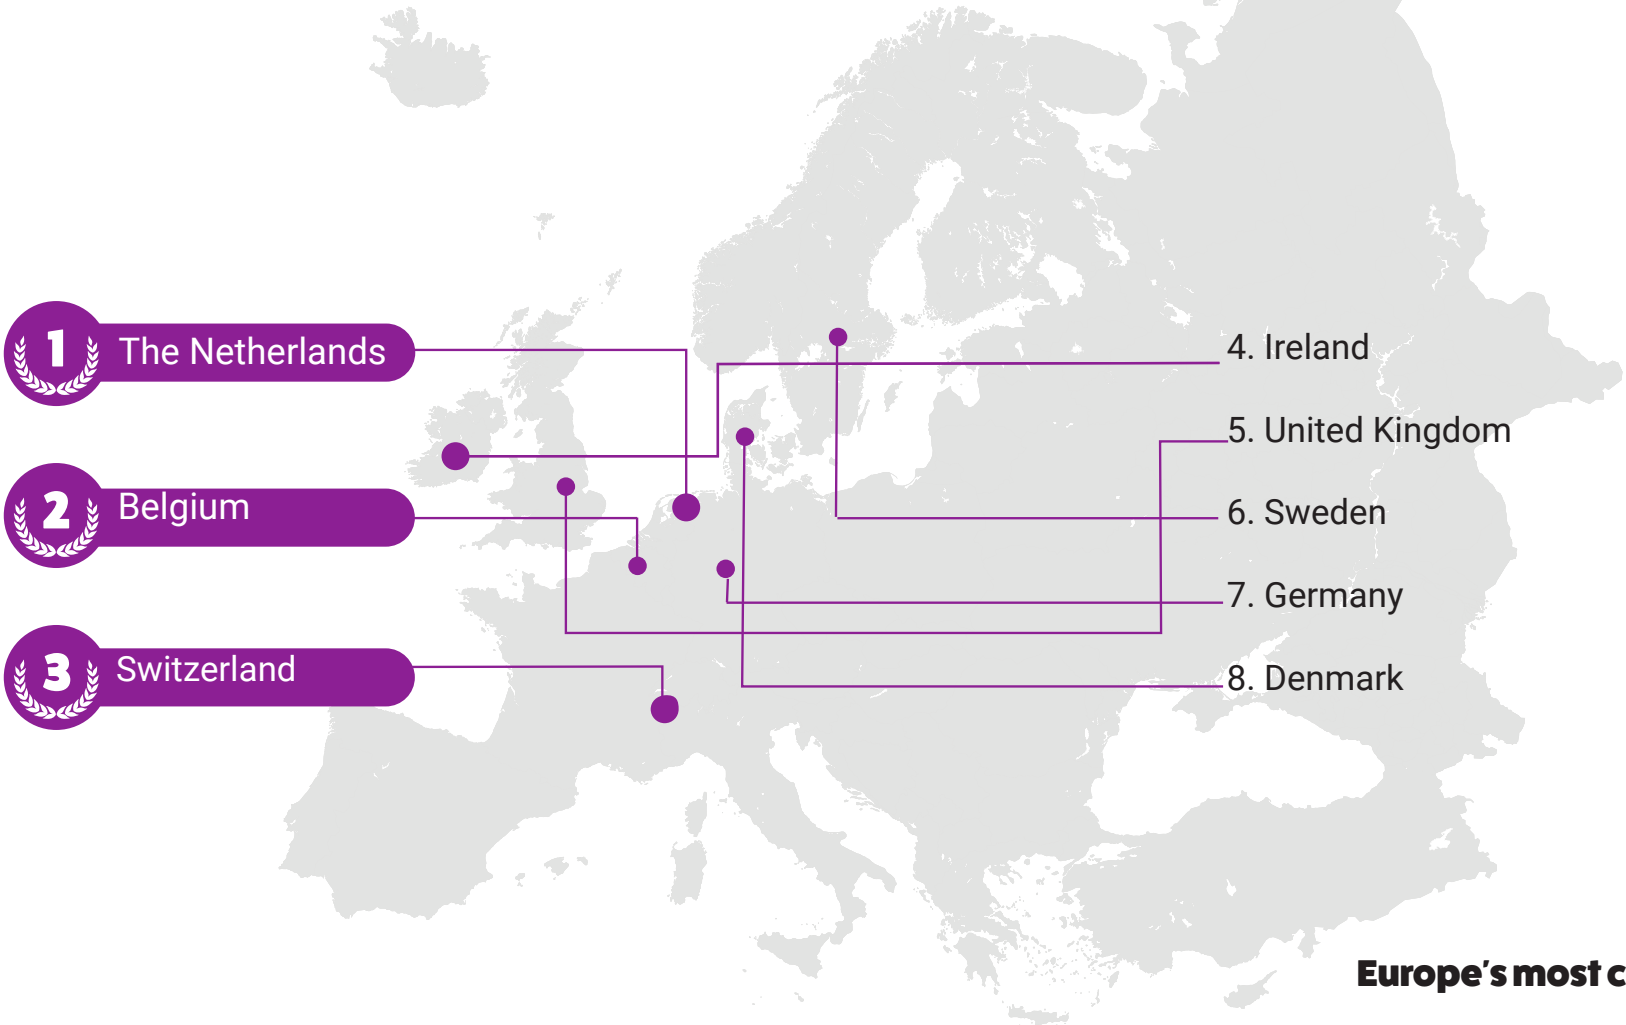 1
The Netherlands
2
Belgium
3
Switzerland
4. Ireland
5. United Kingdom
6. Sweden
7. Germany
8. Denmark
Europe's most c